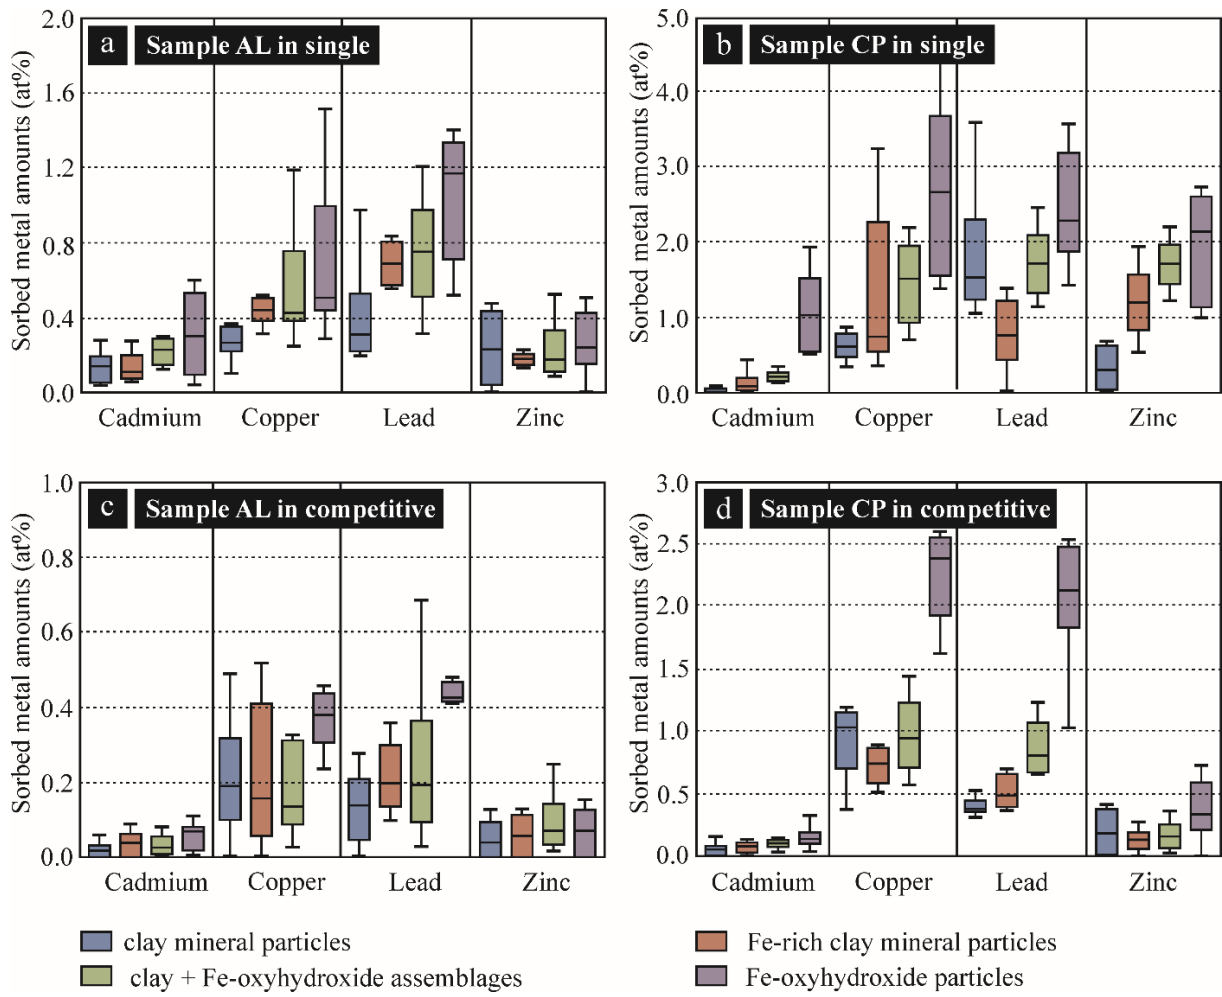 a Sample AL in single
Sorbed metal amounts (at%)
2.0
1.6
1.2
0.8
0.4
0.0
Cadmium Copper Lead Zinc
b Sample CP in single
Sorbed metal amounts (at%)
5.0
4.0
3.0
2.0
1.0
0.0
Cadmium Copper Lead Zinc
c Sample AL in competitive
Sorbed metal amounts (at%)
1.0
0.8
0.6
0.4
0.2
0.0
Cadmium Copper Lead Zinc
d Sample CP in competitive
Sorbed metal amounts (at%)
3.0
2.5
2.0
1.5
1.0
0.5
0.0
Cadmium Copper Lead Zinc
clay mineral particles
Fe-rich clay mineral particles
clay + Fe-oxyhydroxide assemblages
Fe-oxyhydroxide particles